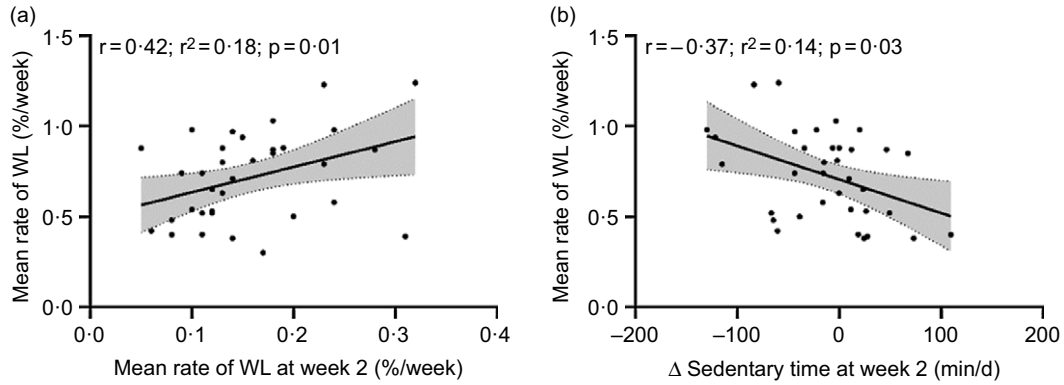 (a)
r = 0·42; r² = 0·18; p = 0·01
Mean rate of WL (%/week)
1·5
1·0
0·5
0·0
0·0 0·1 0·2 0·3 0·4
Mean rate of WL at week 2 (%/week)
(b)
r = –0·37; r² = 0·14; p = 0·03
Mean rate of WL (%/week)
1·5
1·0
0·5
0·0
–200 –100 0 100 200
Δ Sedentary time at week 2 (min/d)